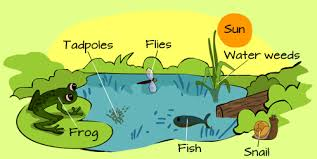 Sun
Tadpoles
Flies
Water weeds
Frog
Fish
Snail